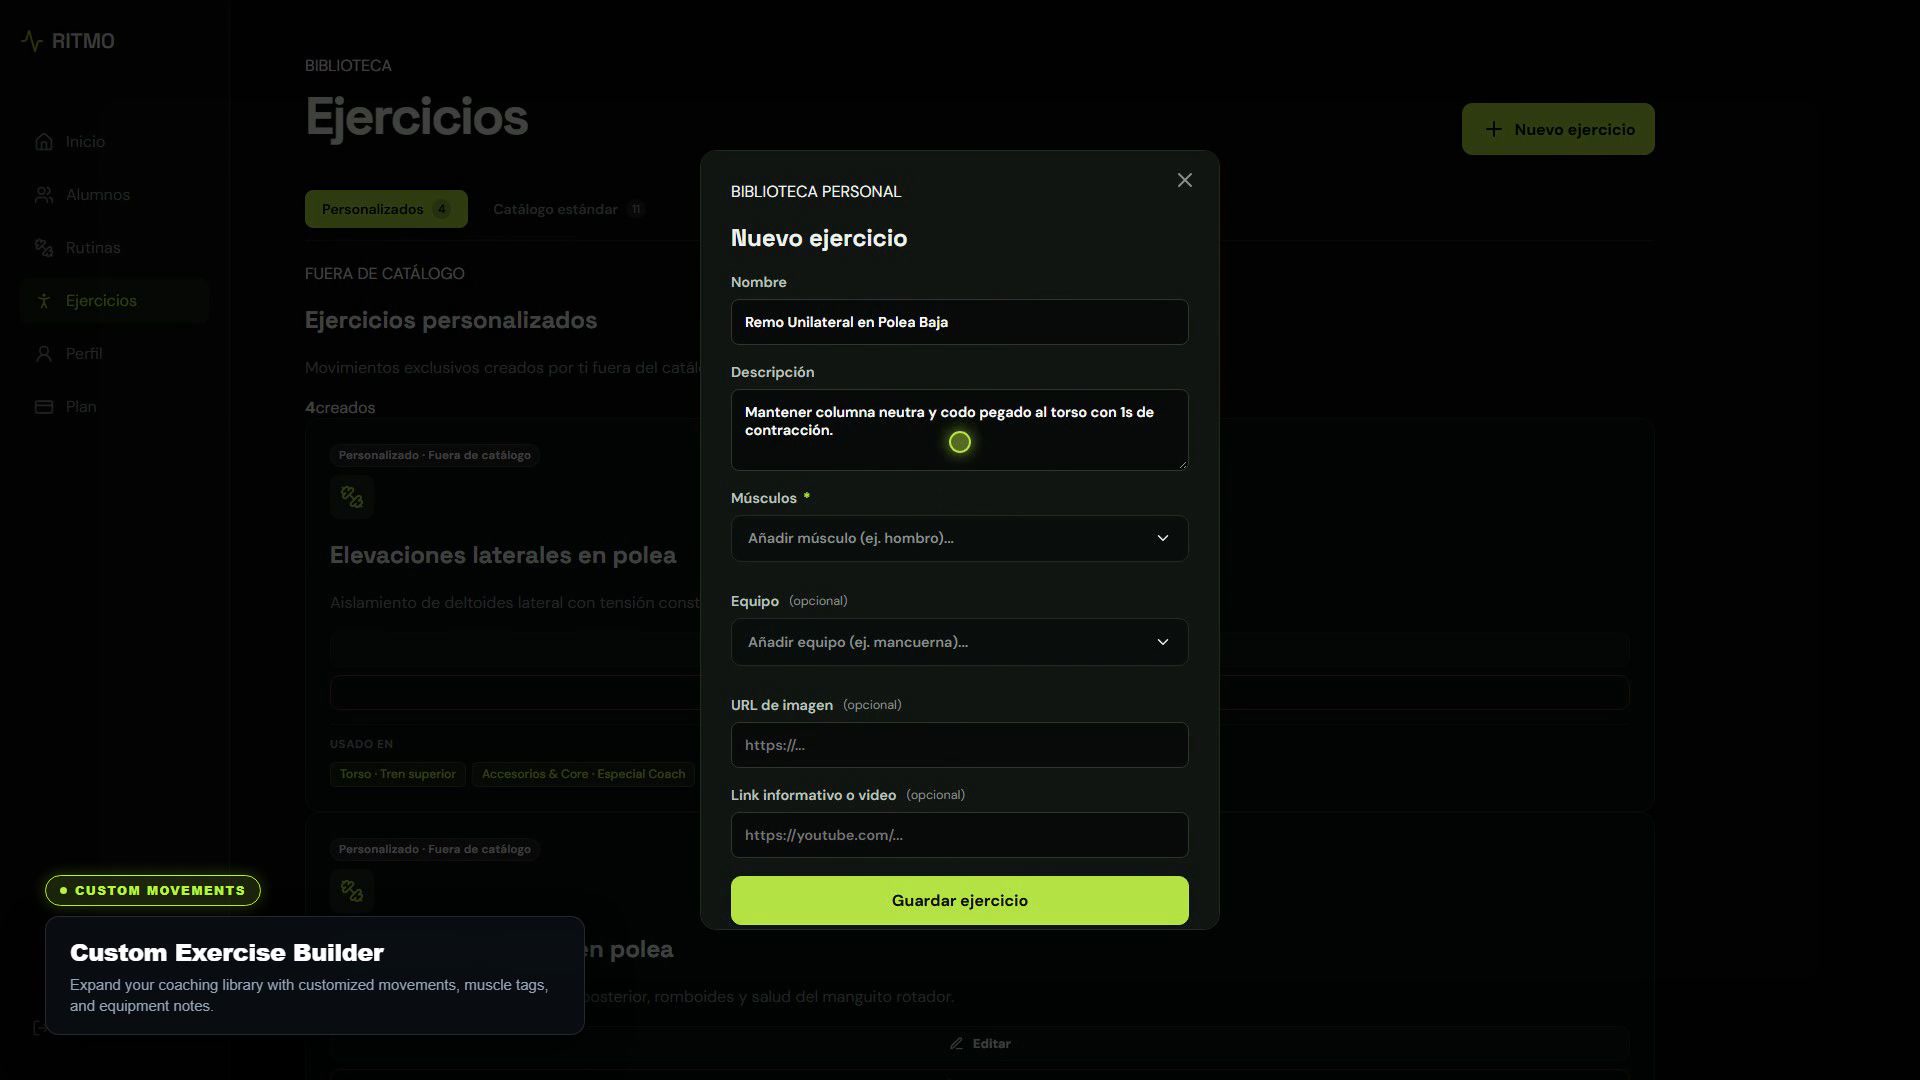 RITMO
Inicio
Alumnos
Rutinas
Ejercicios
Perfil
Plan
BIBLIOTECA
Ejercicios
Nuevo ejercicio
Personalizados 4
Catálogo estándar 11
FUERA DE CATÁLOGO
Ejercicios personalizados
Movimientos exclusivos creados por ti fuera del
4creados
Personalizado · Fuera de catálogo
Elevaciones laterales en polea
Aislamiento de deltoides lateral con tensión
USADO EN
Torso · Tren superior
Accesorios & Core · Especial Coach
Personalizado · Fuera de catálogo
en polea
posterior, romboides y salud del manguito rotador.
Editar
BIBLIOTECA PERSONAL
Nuevo ejercicio
Nombre
Remo Unilateral en Polea Baja
Descripción
Mantener columna neutra y codo pegado al torso con 1s de
contracción.
Músculos *
Añadir músculo (ej. hombro)...
Equipo (opcional)
Añadir equipo (ej. mancuerna)...
URL de imagen (opcional)
https://...
Link informativo o video (opcional)
https://youtube.com/...
Guardar ejercicio
CUSTOM MOVEMENTS
Custom Exercise Builder
Expand your coaching library with customized movements, muscle tags,
and equipment notes.